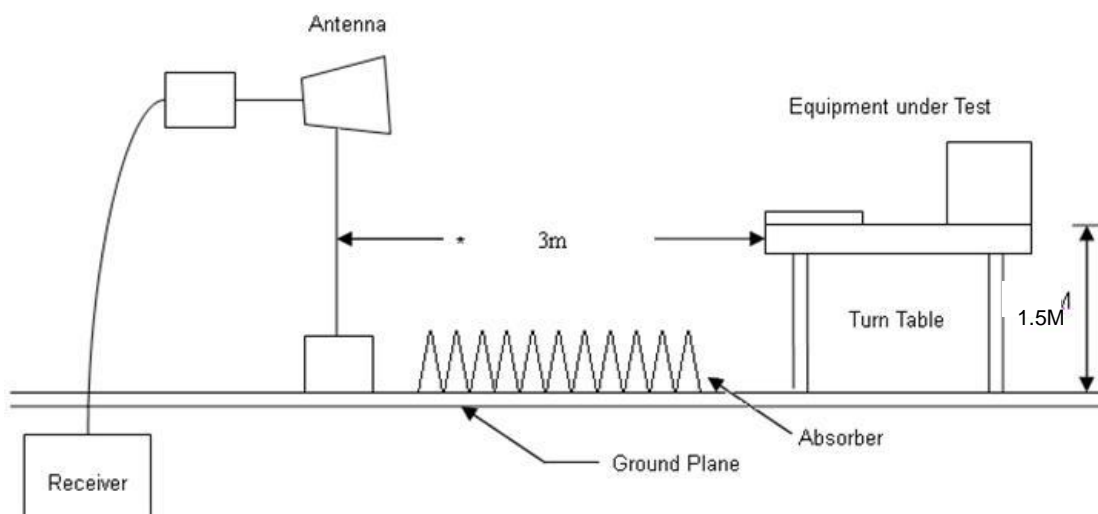 Antenna
Equipment under Test
* 3m
Turn Table
1.5M
Absorber
Ground Plane
Receiver